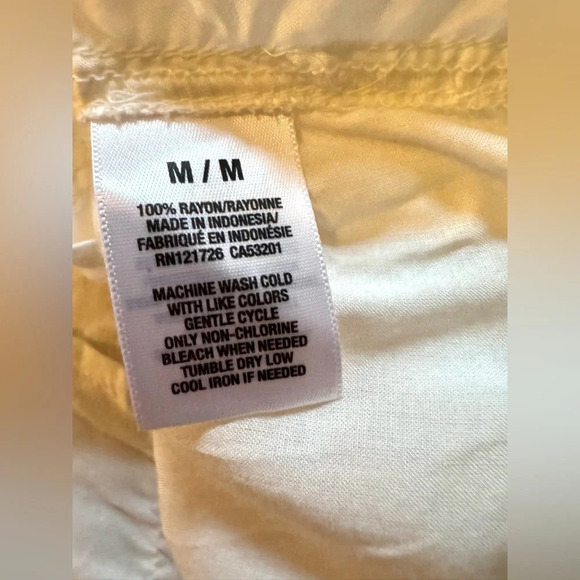 M / M
100% RAYON/RAYONNE
MADE IN INDONESIA/
FABRIQUÉ EN INDONÉSIE
RN121726 CA53201
MACHINE WASH COLD
WITH LIKE COLORS
GENTLE CYCLE
ONLY NON-CHLORINE
BLEACH WHEN NEEDED
TUMBLE DRY LOW
COOL IRON IF NEEDED